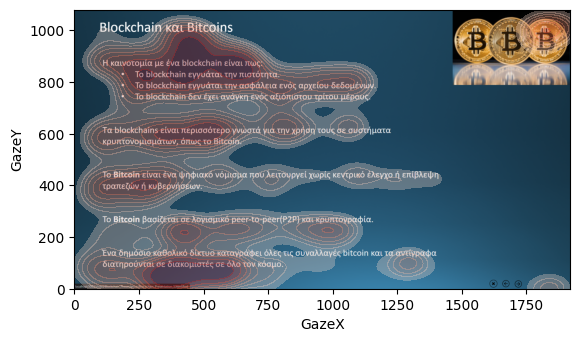 Blockchain και Bitcoins
Η καινοτομία με ένα blockchain είναι πως:
• Το blockchain εγγυάται την πιστότητα.
• Το blockchain εγγυάται την ασφάλεια ενός αρχείου δεδομένων.
• Το blockchain δεν έχει ανάγκη ενός αξιόπιστου τρίτου μέρους.
Τα blockchains είναι περισσότερο γνωστά για την χρήση τους σε συστήματα
κρυπτονομισμάτων, όπως το Bitcoin.
Το Bitcoin είναι ένα ψηφιακό νόμισμα που λειτουργεί χωρίς κεντρικό έλεγχο ή επίβλεψη
τραπεζών ή κυβερνήσεων.
Το Bitcoin βασίζεται σε λογισμικό peer-to-peer(P2P) και κρυπτογραφία.
Ένα δημόσιο καθολικό δίκτυο καταγράφει όλες τις συναλλαγές bitcoin και τα αντίγραφα
διατηρούνται σε διακομιστές σε όλο τον κόσμο.
GazeY
1000
800
600
400
200
0
0 250 500 750 1000 1250 1500 1750
GazeX